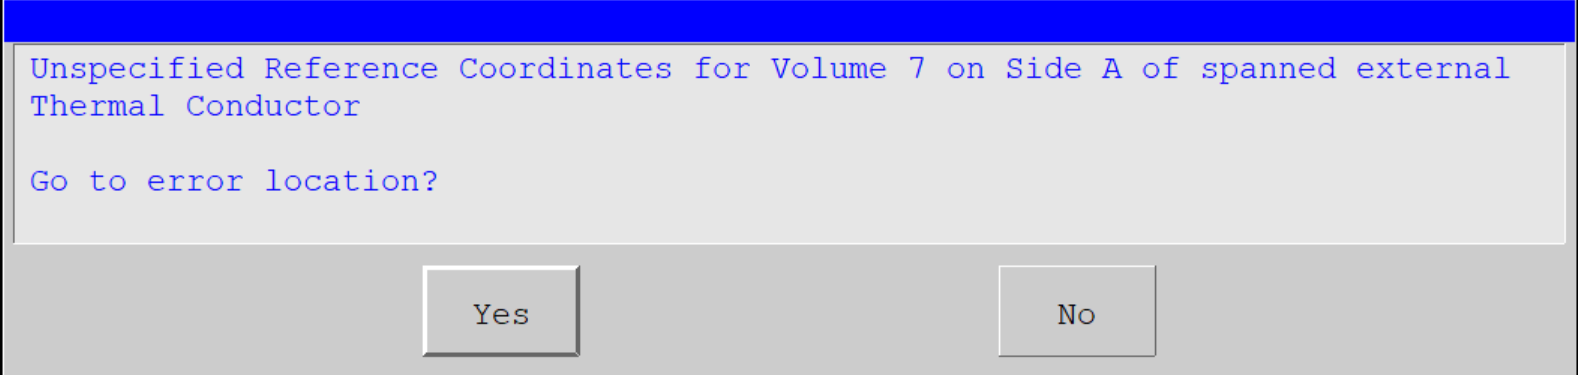 Unspecified Reference Coordinates for Volume 7 on Side A of spanned external
Thermal Conductor
Go to error location?
Yes
No